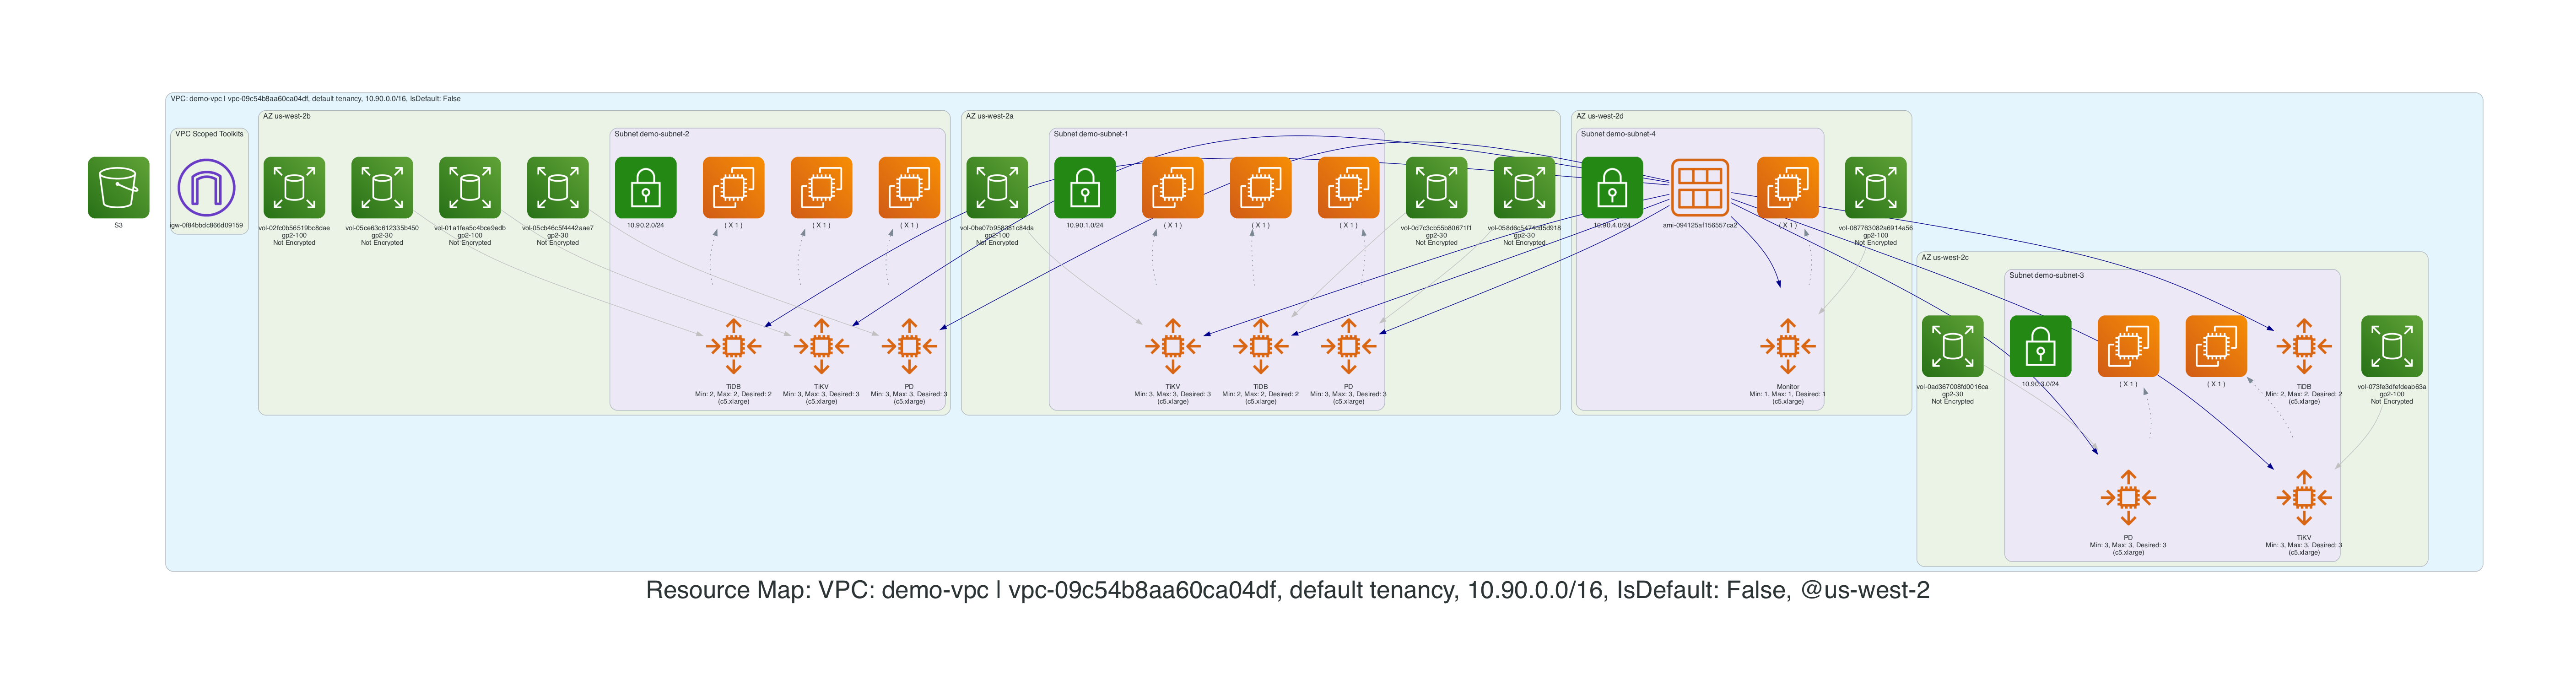 VPC: demo-vpc | vpc-09c54b8aa60ca04df, default tenancy, 10.90.0.0/16, IsDefault: False
S3
VPC Scoped Toolkits
igw-0f84bbdc866d09159
AZ us-west-2b
vol-02fc0b56519bc8dae
gp2-100
Not Encrypted
vol-05ce63c612335b450
gp2-30
Not Encrypted
vol-01a1fea5c4bce9edb
gp2-100
Not Encrypted
vol-05cb46c5f4442aae7
gp2-30
Not Encrypted
Subnet demo-subnet-2
10.90.2.0/24
( X 1 )
( X 1 )
( X 1 )
TiDB
Min: 2, Max: 2, Desired: 2
(c5.xlarge)
TiKV
Min: 3, Max: 3, Desired: 3
(c5.xlarge)
PD
Min: 3, Max: 3, Desired: 3
(c5.xlarge)
AZ us-west-2a
gp2-100
Not Encrypted
Subnet demo-subnet-1
10.90.1.0/24
( X 1 )
( X 1 )
( X 1 )
vol-0d7c3cb55b80671f1
gp2-30
Not Encrypted
gp2-30
Not Encrypted
TiKV
Min: 3, Max: 3, Desired: 3
(c5.xlarge)
TiDB
Min: 2, Max: 2, Desired: 2
(c5.xlarge)
PD
Min: 3, Max: 3, Desired: 3
(c5.xlarge)
AZ us-west-2d
Subnet demo-subnet-4
10.90.4.0/24
ami-094125af156557ca2
( X 1 )
vol-087763082a6914a56
gp2-100
Not Encrypted
Monitor
Min: 1, Max: 1, Desired: 1
(c5.xlarge)
AZ us-west-2c
vol-0ad367008fd0016ca
gp2-30
Not Encrypted
Subnet demo-subnet-3
10.90.3.0/24
( X 1 )
( X 1 )
TiDB
Min: 2, Max: 2, Desired: 2
(c5.xlarge)
vol-073fe3dfefdeab63a
gp2-100
Not Encrypted
PD
Min: 3, Max: 3, Desired: 3
(c5.xlarge)
TiKV
Min: 3, Max: 3, Desired: 3
(c5.xlarge)
Resource Map: VPC: demo-vpc | vpc-09c54b8aa60ca04df, default tenancy, 10.90.0.0/16, IsDefault: False, @us-west-2